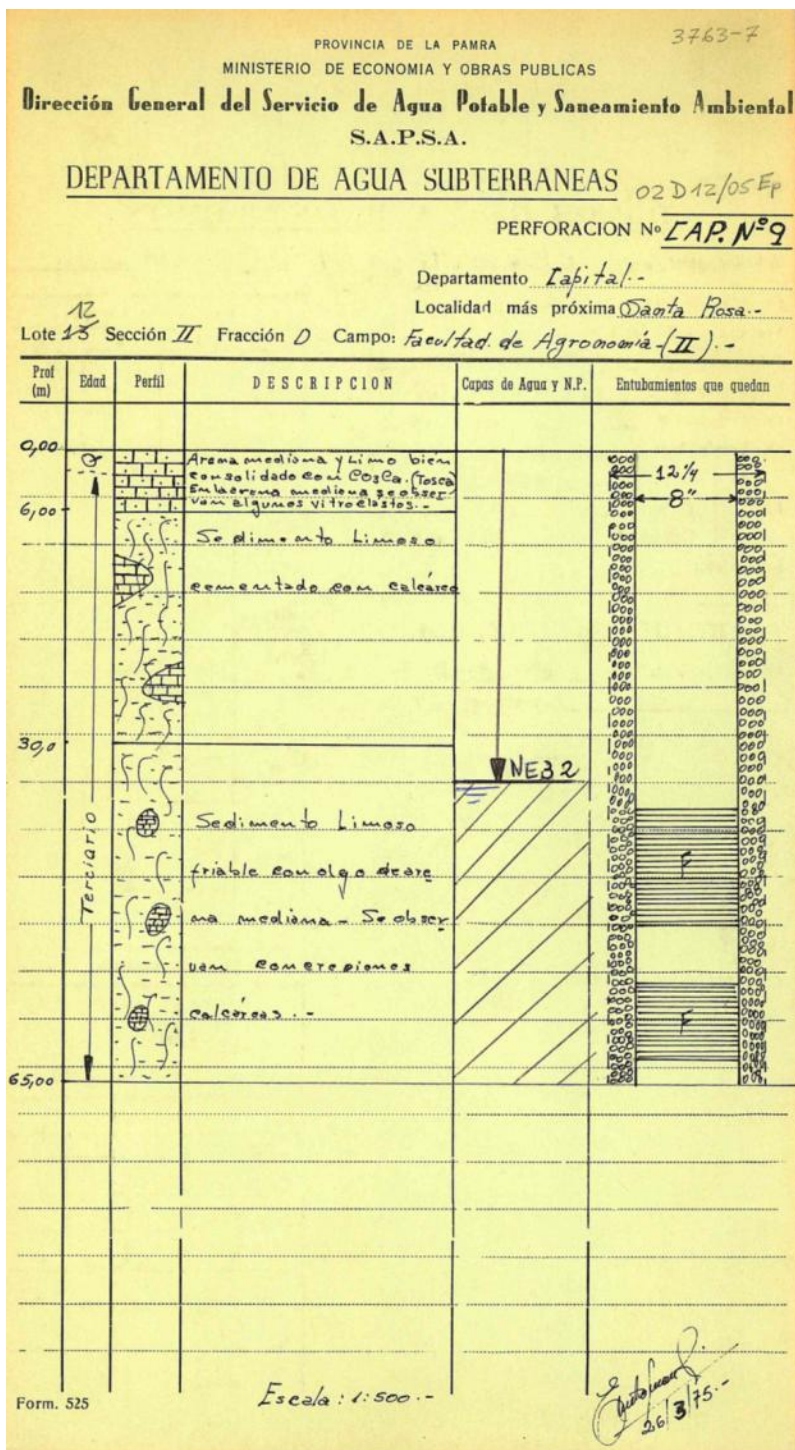 3763-7
PROVINCIA DE LA PAMRA
MINISTERIO DE ECONOMIA Y OBRAS PUBLICAS
Dirección General del Servicio de Agua Potable y Saneamiento Ambiental
S.A.P.S.A.
DEPARTAMENTO DE AGUA SUBTERRANEAS
02 D 12/05 Ep
PERFORACION Nº CAP. Nº 9
Departamento Capital.-
Localidad más próxima Santa Rosa.-
12
Lote 13 Sección II Fracción D Campo: Facultad de Agronomía-(II).-
Prof (m) Edad Perfil DESCRIPCION Capas de Agua y N.P. Entubamientos que quedan
0,00
Q
Arena mediana y Limo bien
consolidado con CO3Ca. (Tosca)
En la arena mediana se obser
van algunos vitroclastos.-
12 1/4
8"
6,00
Sedimento Limoso
cementado con calcáreo
30,0
NE 32
Terciario
Sedimento Limoso
friable con algo de are
na mediana - Se obser
van concreciones
calcáreas.-
F
F
65,00
Escala: 1:500.-
26/3/75.-
Form. 525